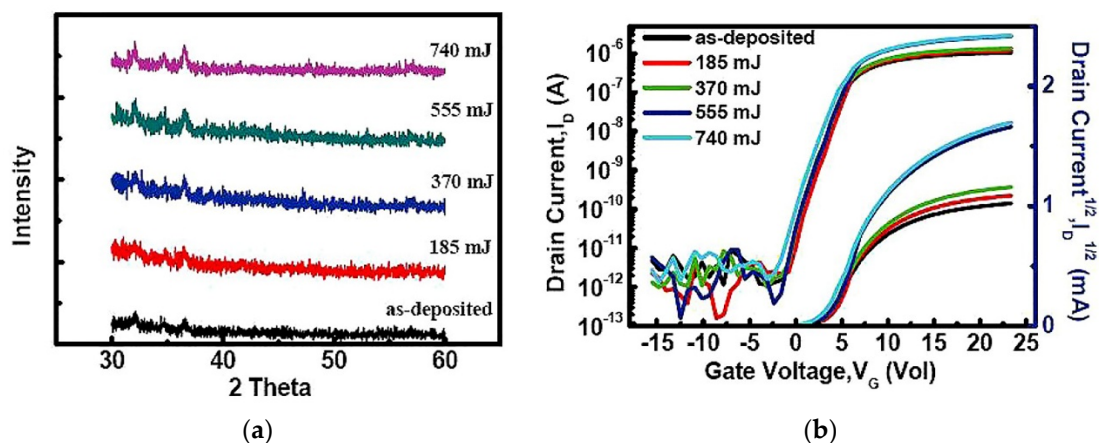 740 mJ
555 mJ
370 mJ
185 mJ
as-deposited
Intensity
30 40 50 60
2 Theta
(a)
as-deposited
185 mJ
370 mJ
555 mJ
740 mJ
10⁻⁶
10⁻⁷
10⁻⁸
10⁻⁹
10⁻¹⁰
10⁻¹¹
10⁻¹²
10⁻¹³
Drain Current,I_D (A)
2
1
0
Drain Current^1/2,I_D^1/2 (mA)
-15 -10 -5 0 5 10 15 20 25
Gate Voltage,V_G (Vol)
(b)